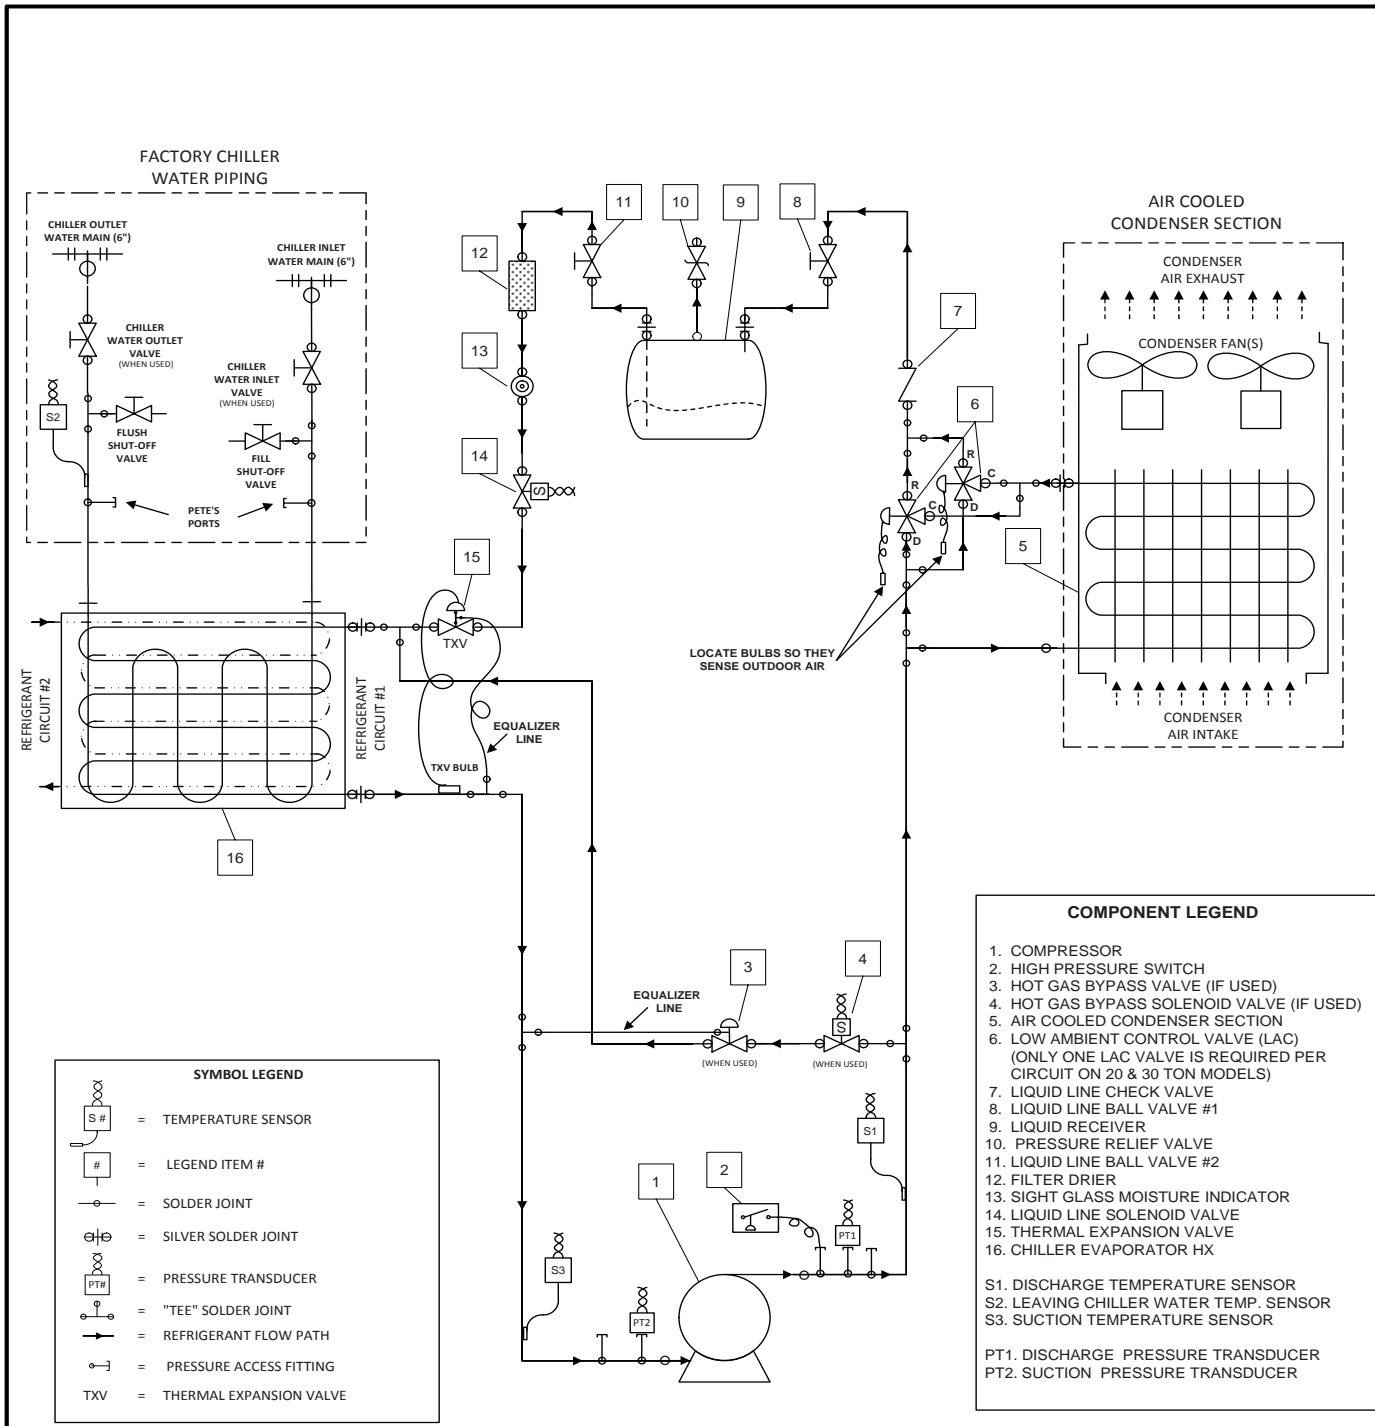 FACTORY CHILLER
WATER PIPING
CHILLER OUTLET
WATER MAIN (6")
CHILLER INLET
WATER MAIN (6")
CHILLER
WATER OUTLET
VALVE
(WHEN USED)
CHILLER
WATER INLET
VALVE
(WHEN USED)
S2
FLUSH
SHUT-OFF
VALVE
FILL
SHUT-OFF
VALVE
PETE'S
PORTS
11
10
9
8
12
13
14
S
15
TXV
7
6
R
C
D
R
C
D
5
LOCATE BULBS SO THEY
SENSE OUTDOOR AIR
AIR COOLED
CONDENSER SECTION
CONDENSER
AIR EXHAUST
CONDENSER FAN(S)
CONDENSER
AIR INTAKE
REFRIGERANT
CIRCUIT #2
REFRIGERANT
CIRCUIT #1
EQUALIZER
LINE
TXV BULB
16
EQUALIZER
LINE
3
4
S
(WHEN USED)
(WHEN USED)
S1
1
2
PT1
S3
PT2
SYMBOL LEGEND
S # = TEMPERATURE SENSOR
# = LEGEND ITEM #
= SOLDER JOINT
= SILVER SOLDER JOINT
PT# = PRESSURE TRANSDUCER
= "TEE" SOLDER JOINT
= REFRIGERANT FLOW PATH
= PRESSURE ACCESS FITTING
TXV = THERMAL EXPANSION VALVE
COMPONENT LEGEND
1. COMPRESSOR
2. HIGH PRESSURE SWITCH
3. HOT GAS BYPASS VALVE (IF USED)
4. HOT GAS BYPASS SOLENOID VALVE (IF USED)
5. AIR COOLED CONDENSER SECTION
6. LOW AMBIENT CONTROL VALVE (LAC)
(ONLY ONE LAC VALVE IS REQUIRED PER
CIRCUIT ON 20 & 30 TON MODELS)
7. LIQUID LINE CHECK VALVE
8. LIQUID LINE BALL VALVE #1
9. LIQUID RECEIVER
10. PRESSURE RELIEF VALVE
11. LIQUID LINE BALL VALVE #2
12. FILTER DRIER
13. SIGHT GLASS MOISTURE INDICATOR
14. LIQUID LINE SOLENOID VALVE
15. THERMAL EXPANSION VALVE
16. CHILLER EVAPORATOR HX
S1. DISCHARGE TEMPERATURE SENSOR
S2. LEAVING CHILLER WATER TEMP. SENSOR
S3. SUCTION TEMPERATURE SENSOR
PT1. DISCHARGE PRESSURE TRANSDUCER
PT2. SUCTION PRESSURE TRANSDUCER